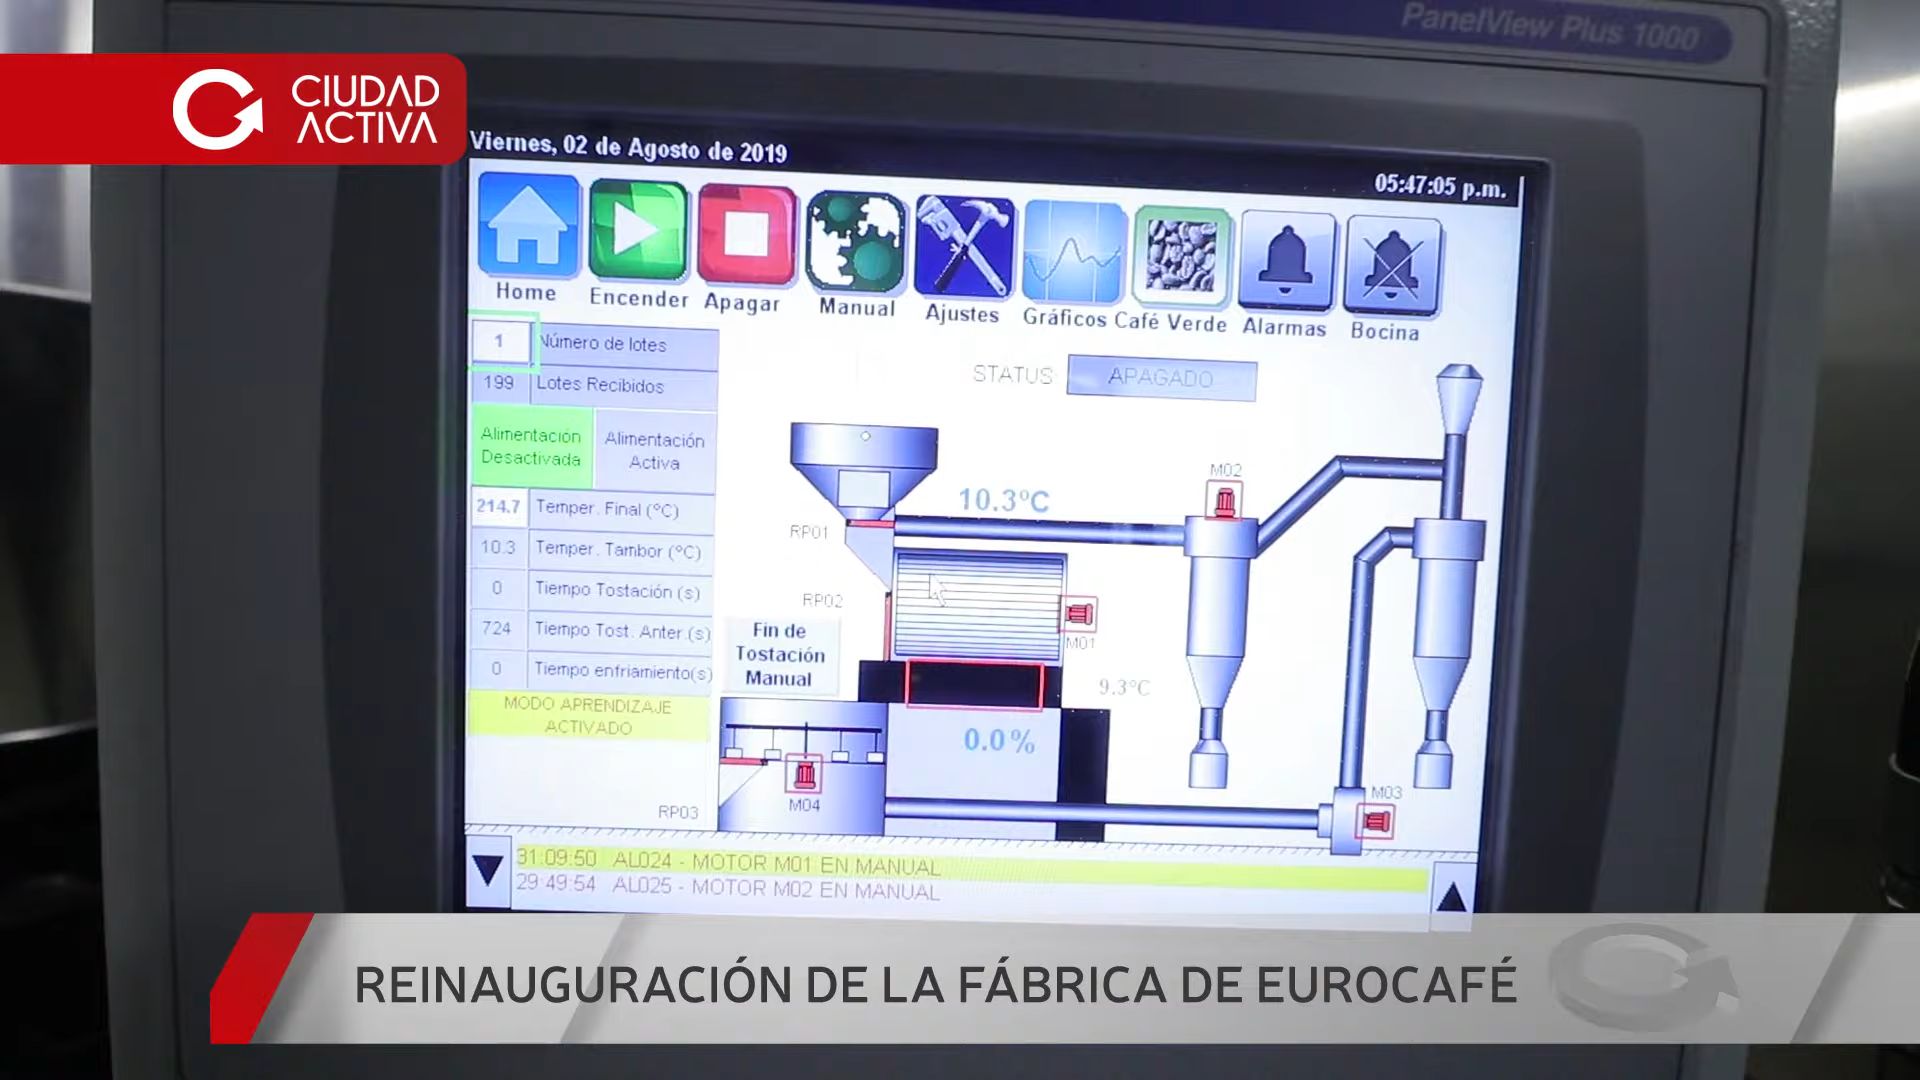 PanelView Plus 1000
CIUDAD
ACTIVA
Viernes, 02 de Agosto de 2019
05:47:05 p.m.
Home
Encender
Apagar
Manual
Ajustes
Gráficos
Café Verde
Alarmas
Bocina
1 Número de lotes
199 Lotes Recibidos
STATUS: APAGADO
Alimentación
Desactivada
Alimentación
Activa
214.7 Temper. Final (ºC)
10.3 Temper. Tambor (ºC)
0 Tiempo Tostación (s)
724 Tiempo Tost. Anter.(s)
0 Tiempo enfriamiento(s)
MODO APRENDIZAJE
ACTIVADO
10.3ºC
M02
RP01
RP02
M01
Fin de
Tostación
Manual
9.3ºC
0.0%
M04
M03
RP03
31:09:50 AL024 - MOTOR M01 EN MANUAL
29:49:54 AL025 - MOTOR M02 EN MANUAL
REINAUGURACIÓN DE LA FÁBRICA DE EUROCAFÉ